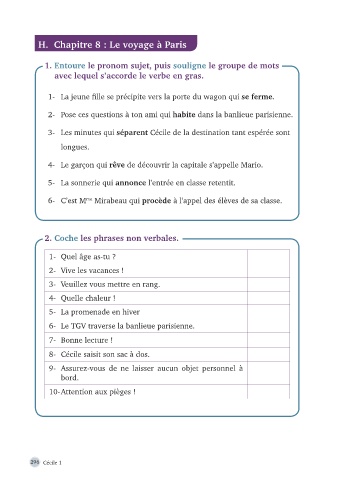 H. Chapitre 8 : Le voyage à Paris
1. Entoure le pronom sujet, puis souligne le groupe de mots
avec lequel s'accorde le verbe en gras.
1- La jeune fille se précipite vers la porte du wagon qui se ferme.
2- Pose ces questions à ton ami qui habite dans la banlieue parisienne.
3- Les minutes qui séparent Cécile de la destination tant espérée sont
longues.
4- Le garçon qui rêve de découvrir la capitale s'appelle Mario.
5- La sonnerie qui annonce l'entrée en classe retentit.
6- C'est Mme Mirabeau qui procède à l'appel des élèves de sa classe.
2. Coche les phrases non verbales.
1- Quel âge as-tu ?
2- Vive les vacances !
3- Veuillez vous mettre en rang.
4- Quelle chaleur !
5- La promenade en hiver
6- Le TGV traverse la banlieue parisienne.
7- Bonne lecture !
8- Cécile saisit son sac à dos.
9- Assurez-vous de ne laisser aucun objet personnel à
bord.
10-Attention aux pièges !
Cécile 1